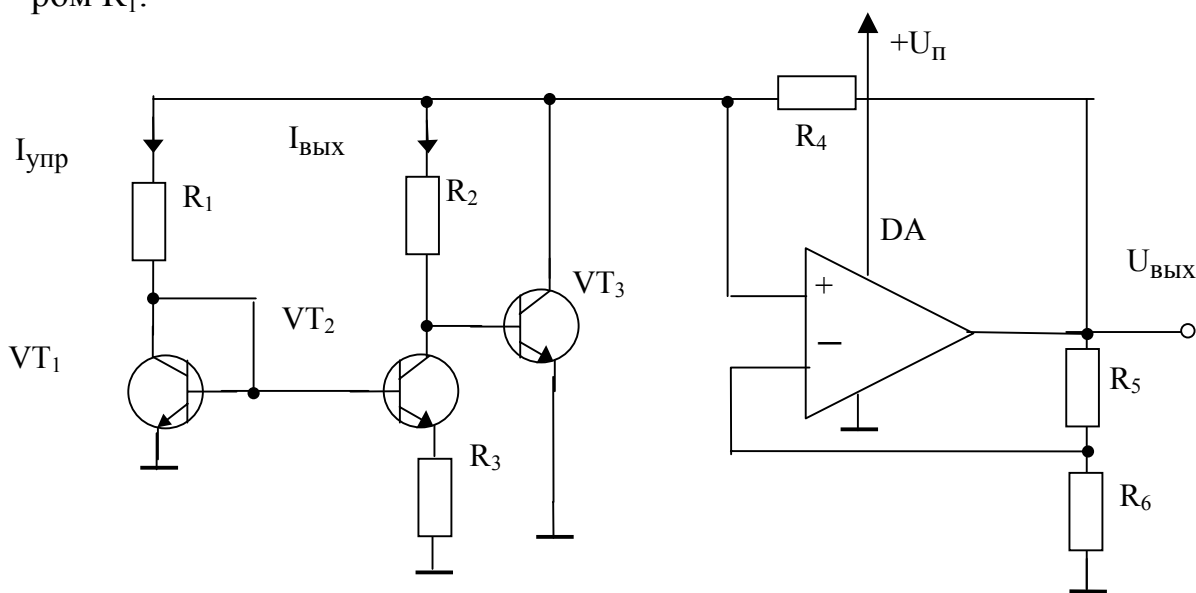 ром R₁.
+Uп
R₄
Iупр
Iвых
R₁
R₂
DA
Uвых
VT₃
+
VT₂
−
VT₁
R₅
R₃
R₆